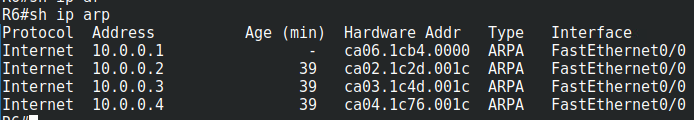 R6#sh ip arp
Protocol  Address          Age (min)  Hardware Addr   Type   Interface
Internet  10.0.0.1                -   ca06.1cb4.0000  ARPA   FastEthernet0/0
Internet  10.0.0.2               39   ca02.1c2d.001c  ARPA   FastEthernet0/0
Internet  10.0.0.3               39   ca03.1c4d.001c  ARPA   FastEthernet0/0
Internet  10.0.0.4               39   ca04.1c76.001c  ARPA   FastEthernet0/0
R6#